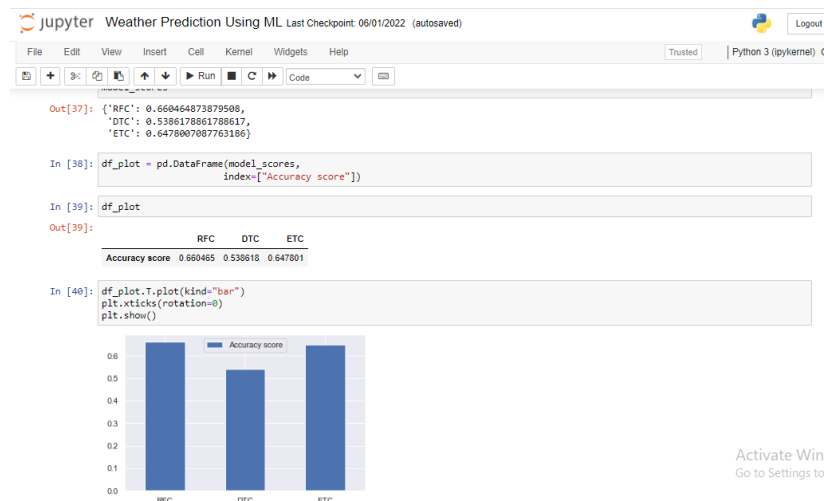 jupyter Weather Prediction Using ML Last Checkpoint: 06/01/2022 (autosaved)
Logout
File Edit View Insert Cell Kernel Widgets Help
Trusted
Python 3 (ipykernel)
Run
Code
model_scores
Out[37]: {'RFC': 0.660464873879508,
'DTC': 0.5386178861788617,
'ETC': 0.6478007087763186}
In [38]: df_plot = pd.DataFrame(model_scores,
index=["Accuracy score"])
In [39]: df_plot
Out[39]:
RFC DTC ETC
Accuracy score 0.660465 0.538618 0.647801
In [40]: df_plot.T.plot(kind="bar")
plt.xticks(rotation=0)
plt.show()
Accuracy score
0.6
0.5
0.4
0.3
0.2
0.1
0.0
RFC DTC ETC
Activate Win
Go to Settings to